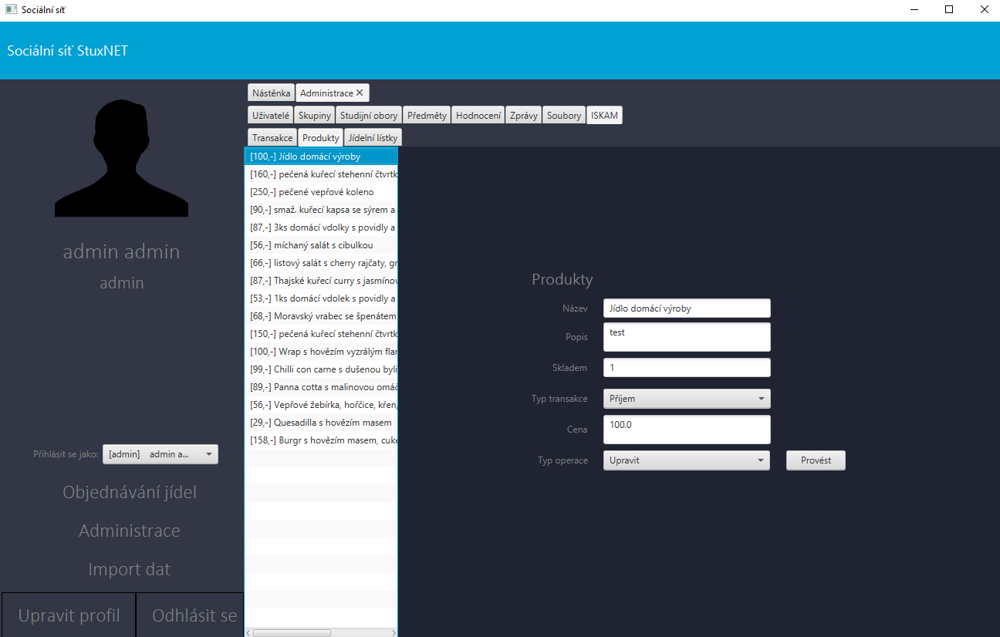 Sociální síť
Sociální síť StuxNET
admin admin
admin
Přihlásit se jako: [admin] admin a...
Objednávání jídel
Administrace
Import dat
Upravit profil Odhlásit se
Nástěnka Administrace
Uživatelé Skupiny Studijní obory Předměty Hodnocení Zprávy Soubory ISKAM
Transakce Produkty Jídelní lístky
[100,-] Jídlo domácí výroby
[160,-] pečená kuřecí stehenní čtvrtk
[250,-] pečené vepřové koleno
[90,-] smaž. kuřecí kapsa se sýrem a
[87,-] 3ks domácí vdolky s povidly a
[56,-] míchaný salát s cibulkou
[66,-] listový salát s cherry rajčaty, gr
[87,-] Thajské kuřecí curry s jasmínov
[53,-] 1ks domácí vdolek s povidly a
[68,-] Moravský vrabec se špenátem
[150,-] pečená kuřecí stehenní čtvrtk
[100,-] Wrap s hovězím vyzrálým flan
[99,-] Chilli con carne s dušenou byli
[89,-] Panna cotta s malinovou omáč
[56,-] Vepřové žebírka, hořčice, křen,
[29,-] Quesadilla s hovězím masem
[158,-] Burgr s hovězím masem, cuke
Produkty
Název Jídlo domácí výroby
Popis test
Skladem 1
Typ transakce Příjem
Cena 100.0
Typ operace Upravit Provést